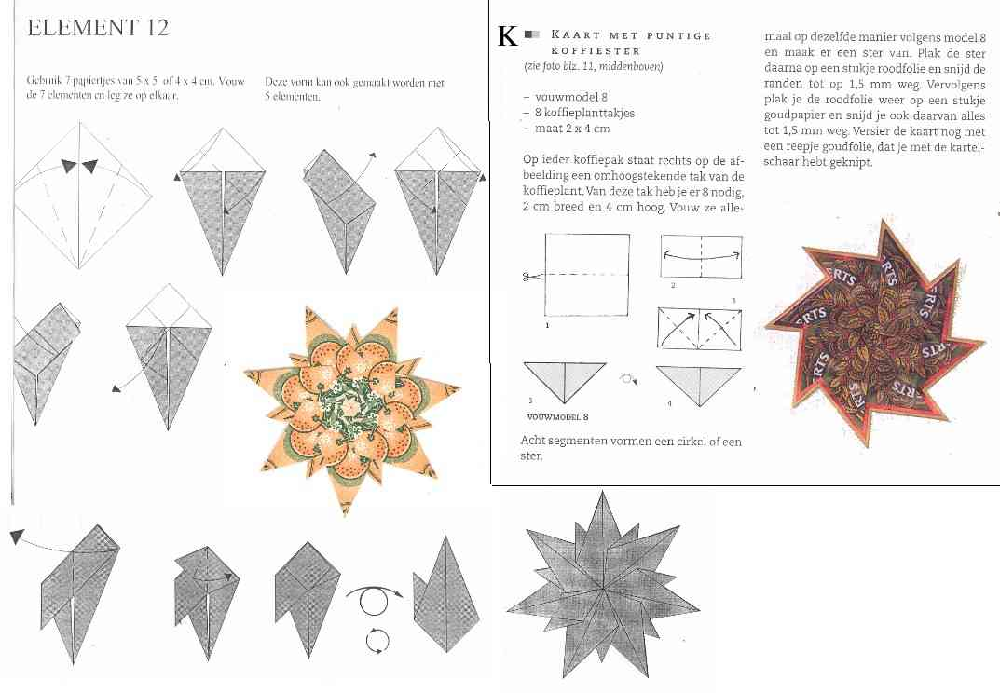 ELEMENT 12
Gebruik 7 papiertjes van 5 x 5 of 4 x 4 cm. Vouw
de 7 elementen en leg ze op elkaar.
Deze vorm kan ook gemaakt worden met
5 elementen.
K KAART MET PUNTIGE
KOFFIESTER
(zie foto blz. 11, middenboven)
– vouwmodel 8
– 8 koffieplanttakjes
– maat 2 x 4 cm
Op ieder koffiepak staat rechts op de af-
beelding een omhoogstekende tak van de
koffieplant. Van deze tak heb je er 8 nodig,
2 cm breed en 4 cm hoog. Vouw ze alle-
maal op dezelfde manier volgens model 8
en maak er een ster van. Plak de ster
daarna op een stukje roodfolie en snijd de
randen tot op 1,5 mm weg. Vervolgens
plak je de roodfolie weer op een stukje
goudpapier en snijd je ook daarvan alles
tot 1,5 mm weg. Versier de kaart nog met
een reepje goudfolie, dat je met de kartel-
schaar hebt geknipt.
1
2
3
3
4
VOUWMODEL 8
Acht segmenten vormen een cirkel of een
ster.
RTS
RTS
RTS
RTS
RTS
RTS
RTS
RTS